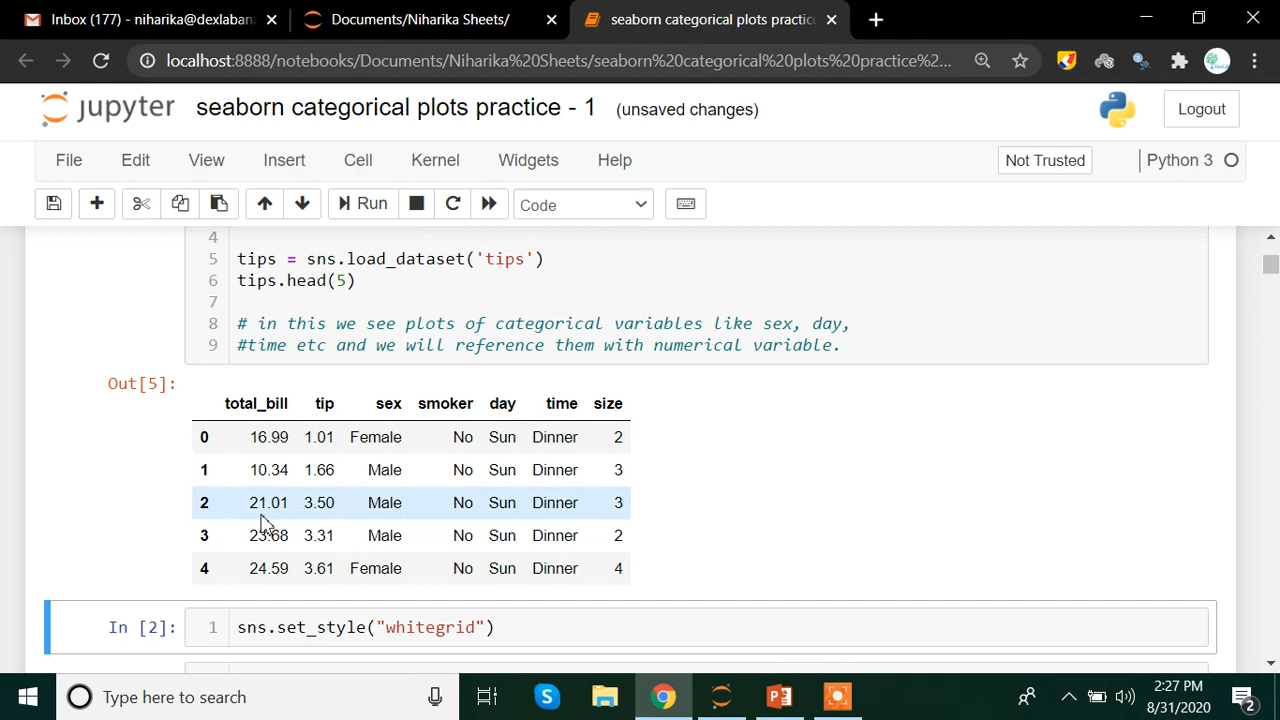 Inbox (177) - niharika@dexlabana
Documents/Niharika Sheets/
seaborn categorical plots practice
localhost:8888/notebooks/Documents/Niharika%20Sheets/seaborn%20categorical%20plots%20practice%2...
jupyter seaborn categorical plots practice - 1 (unsaved changes)
Logout
File Edit View Insert Cell Kernel Widgets Help
Not Trusted
Python 3
Run
Code
4
5 tips = sns.load_dataset('tips')
6 tips.head(5)
7
8 # in this we see plots of categorical variables like sex, day,
9 #time etc and we will reference them with numerical variable.
Out[5]:
total_bill tip sex smoker day time size
0 16.99 1.01 Female No Sun Dinner 2
1 10.34 1.66 Male No Sun Dinner 3
2 21.01 3.50 Male No Sun Dinner 3
3 23.68 3.31 Male No Sun Dinner 2
4 24.59 3.61 Female No Sun Dinner 4
In [2]: 1 sns.set_style("whitegrid")
Type here to search
2:27 PM
8/31/2020
2